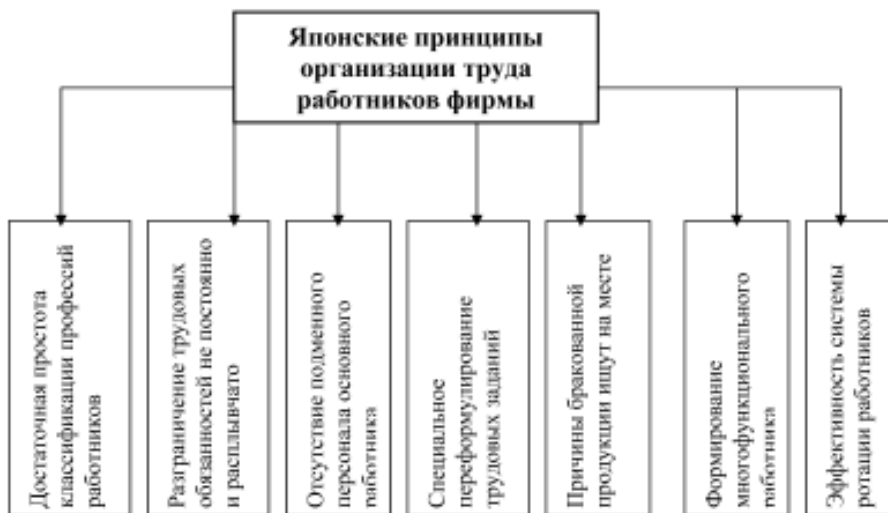 Японские принципы
организации труда
работников фирмы
Достаточная простота
классификации профессий
работников
Разграничение трудовых
обязанностей не постоянно
и расплывчато
Отсутствие подменного
персонала основного
работника
Специальное
переформулирование
трудовых заданий
Причины бракованной
продукции ищут на месте
Формирование
многофункционального
работника
Эффективность системы
ротации работников